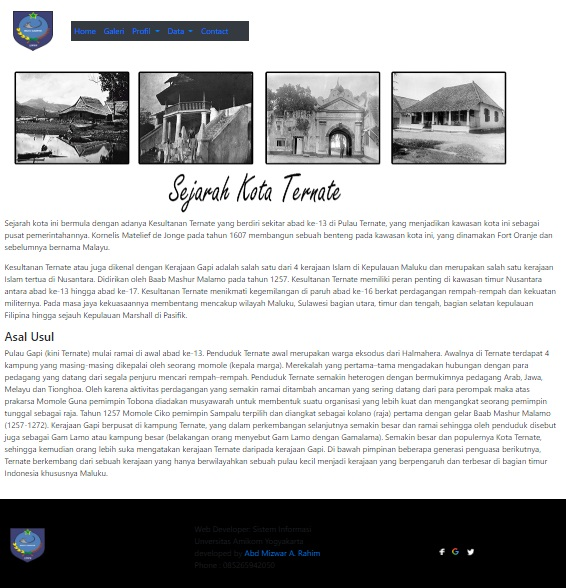 Home Galeri Profil Data Contact
Sejarah Kota Ternate
Sejarah kota ini bermula dengan adanya Kesultanan Ternate yang berdiri sekitar abad ke-13 di Pulau Ternate, yang menjadikan kawasan kota ini sebagai
pusat pemerintahannya. Kornelis Matelief de Jonge pada tahun 1607 membangun sebuah benteng pada kawasan kota ini, yang dinamakan Fort Oranje dan
sebelumnya bernama Malayu.
Kesultanan Ternate atau juga dikenal dengan Kerajaan Gapi adalah salah satu dari 4 kerajaan Islam di Kepulauan Maluku dan merupakan salah satu kerajaan
Islam tertua di Nusantara. Didirikan oleh Baab Mashur Malamo pada tahun 1257. Kesultanan Ternate memiliki peran penting di kawasan timur Nusantara
antara abad ke-13 hingga abad ke-17. Kesultanan Ternate menikmati kegemilangan di paruh abad ke-16 berkat perdagangan rempah-rempah dan kekuatan
militernya. Pada masa jaya kekuasaannya membentang mencakup wilayah Maluku, Sulawesi bagian utara, timur dan tengah, bagian selatan kepulauan
Filipina hingga sejauh Kepulauan Marshall di Pasifik.
Asal Usul
Pulau Gapi (kini Ternate) mulai ramai di awal abad ke-13. Penduduk Ternate awal merupakan warga eksodus dari Halmahera. Awalnya di Ternate terdapat 4
kampung yang masing-masing dikepalai oleh seorang momole (kepala marga). Merekalah yang pertama-tama mengadakan hubungan dengan para
pedagang yang datang dari segala penjuru mencari rempah-rempah. Penduduk Ternate semakin heterogen dengan bermukimnya pedagang Arab, Jawa,
Melayu dan Tionghoa. Oleh karena aktivitas perdagangan yang semakin ramai ditambah ancaman yang sering datang dari para perompak maka atas
prakarsa Momole Guna pemimpin Tobona diadakan musyawarah untuk membentuk suatu organisasi yang lebih kuat dan mengangkat seorang pemimpin
tunggal sebagai raja. Tahun 1257 Momole Ciko pemimpin Sampalu terpilih dan diangkat sebagai kolano (raja) pertama dengan gelar Baab Mashur Malamo
(1257-1272). Kerajaan Gapi berpusat di kampung Ternate, yang dalam perkembangan selanjutnya semakin besar dan ramai sehingga oleh penduduk disebut
juga sebagai Gam Lamo atau kampung besar (belakangan orang menyebut Gam Lamo dengan Gamalama). Semakin besar dan populernya Kota Ternate,
sehingga kemudian orang lebih suka mengatakan kerajaan Ternate daripada kerajaan Gapi. Di bawah pimpinan beberapa generasi penguasa berikutnya,
Ternate berkembang dari sebuah kerajaan yang hanya berwilayahkan sebuah pulau kecil menjadi kerajaan yang berpengaruh dan terbesar di bagian timur
Indonesia khususnya Maluku.
Web Developer Sistem Informasi
Universitas Amikom Yogyakarta
developed by Abd Mizwar A. Rahim
Phone : 085265942050